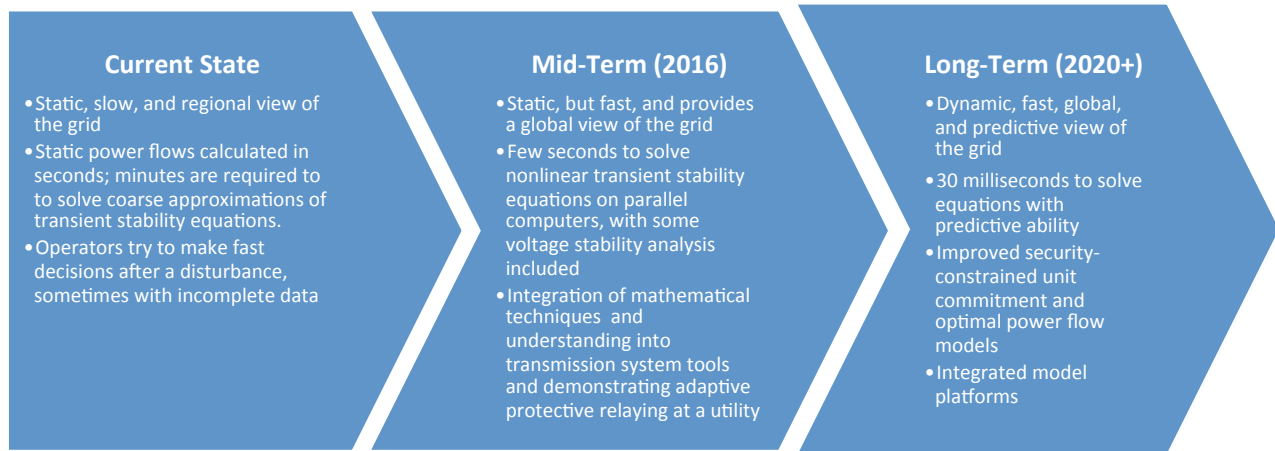 Current State
•Static, slow, and regional view of
the grid
•Static power flows calculated in
seconds; minutes are required to
to solve coarse approximations of
transient stability equations.
•Operators try to make fast
decisions after a disturbance,
sometimes with incomplete data
Mid-Term (2016)
•Static, but fast, and provides
a global view of the grid
•Few seconds to solve
nonlinear transient stability
equations on parallel
computers, with some
voltage stability analysis
included
•Integration of mathematical
techniques and
understanding into
transmission system tools
and demonstrating adaptive
protective relaying at a utility
Long-Term (2020+)
•Dynamic, fast, global,
and predictive view of
the grid
•30 milliseconds to solve
equations with
predictive ability
•Improved security-
constrained unit
commitment and
optimal power flow
models
•Integrated model
platforms